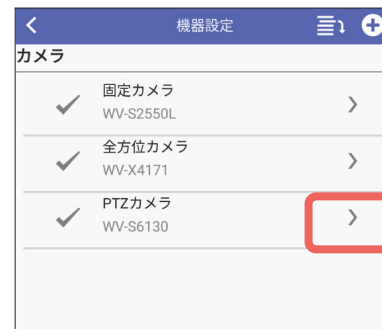 機器設定
カメラ
固定カメラ
WV-S2550L
全方位カメラ
WV-X4171
PTZカメラ
WV-S6130